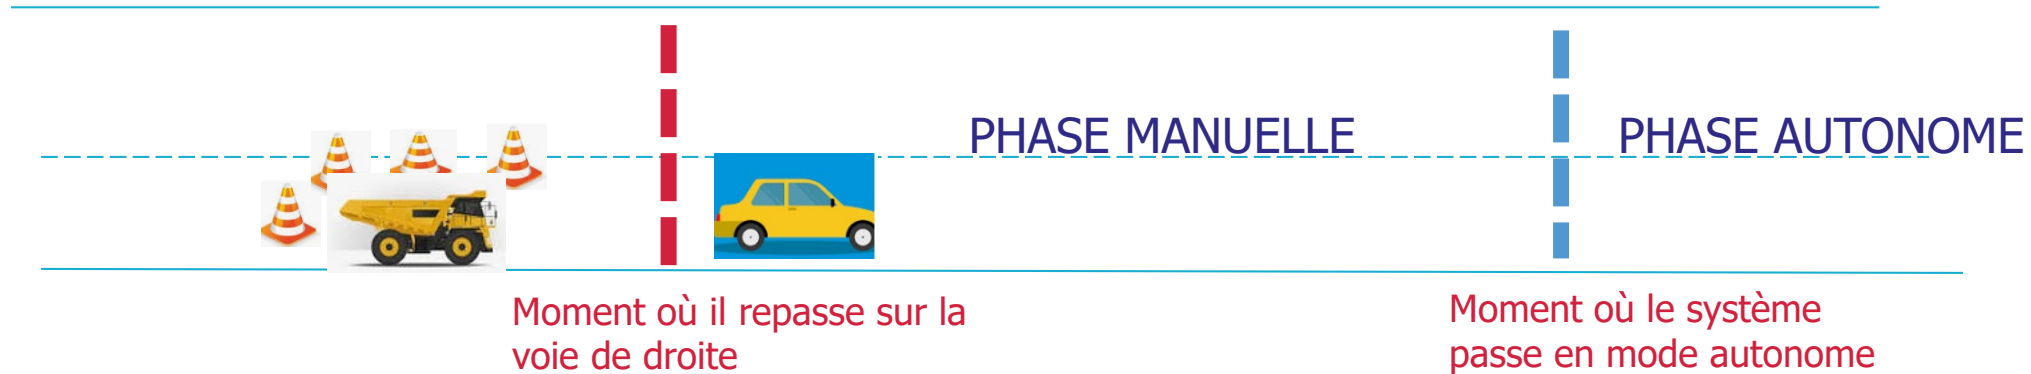 PHASE MANUELLE
PHASE AUTONOME
Moment où il repasse sur la
voie de droite
Moment où le système
passe en mode autonome